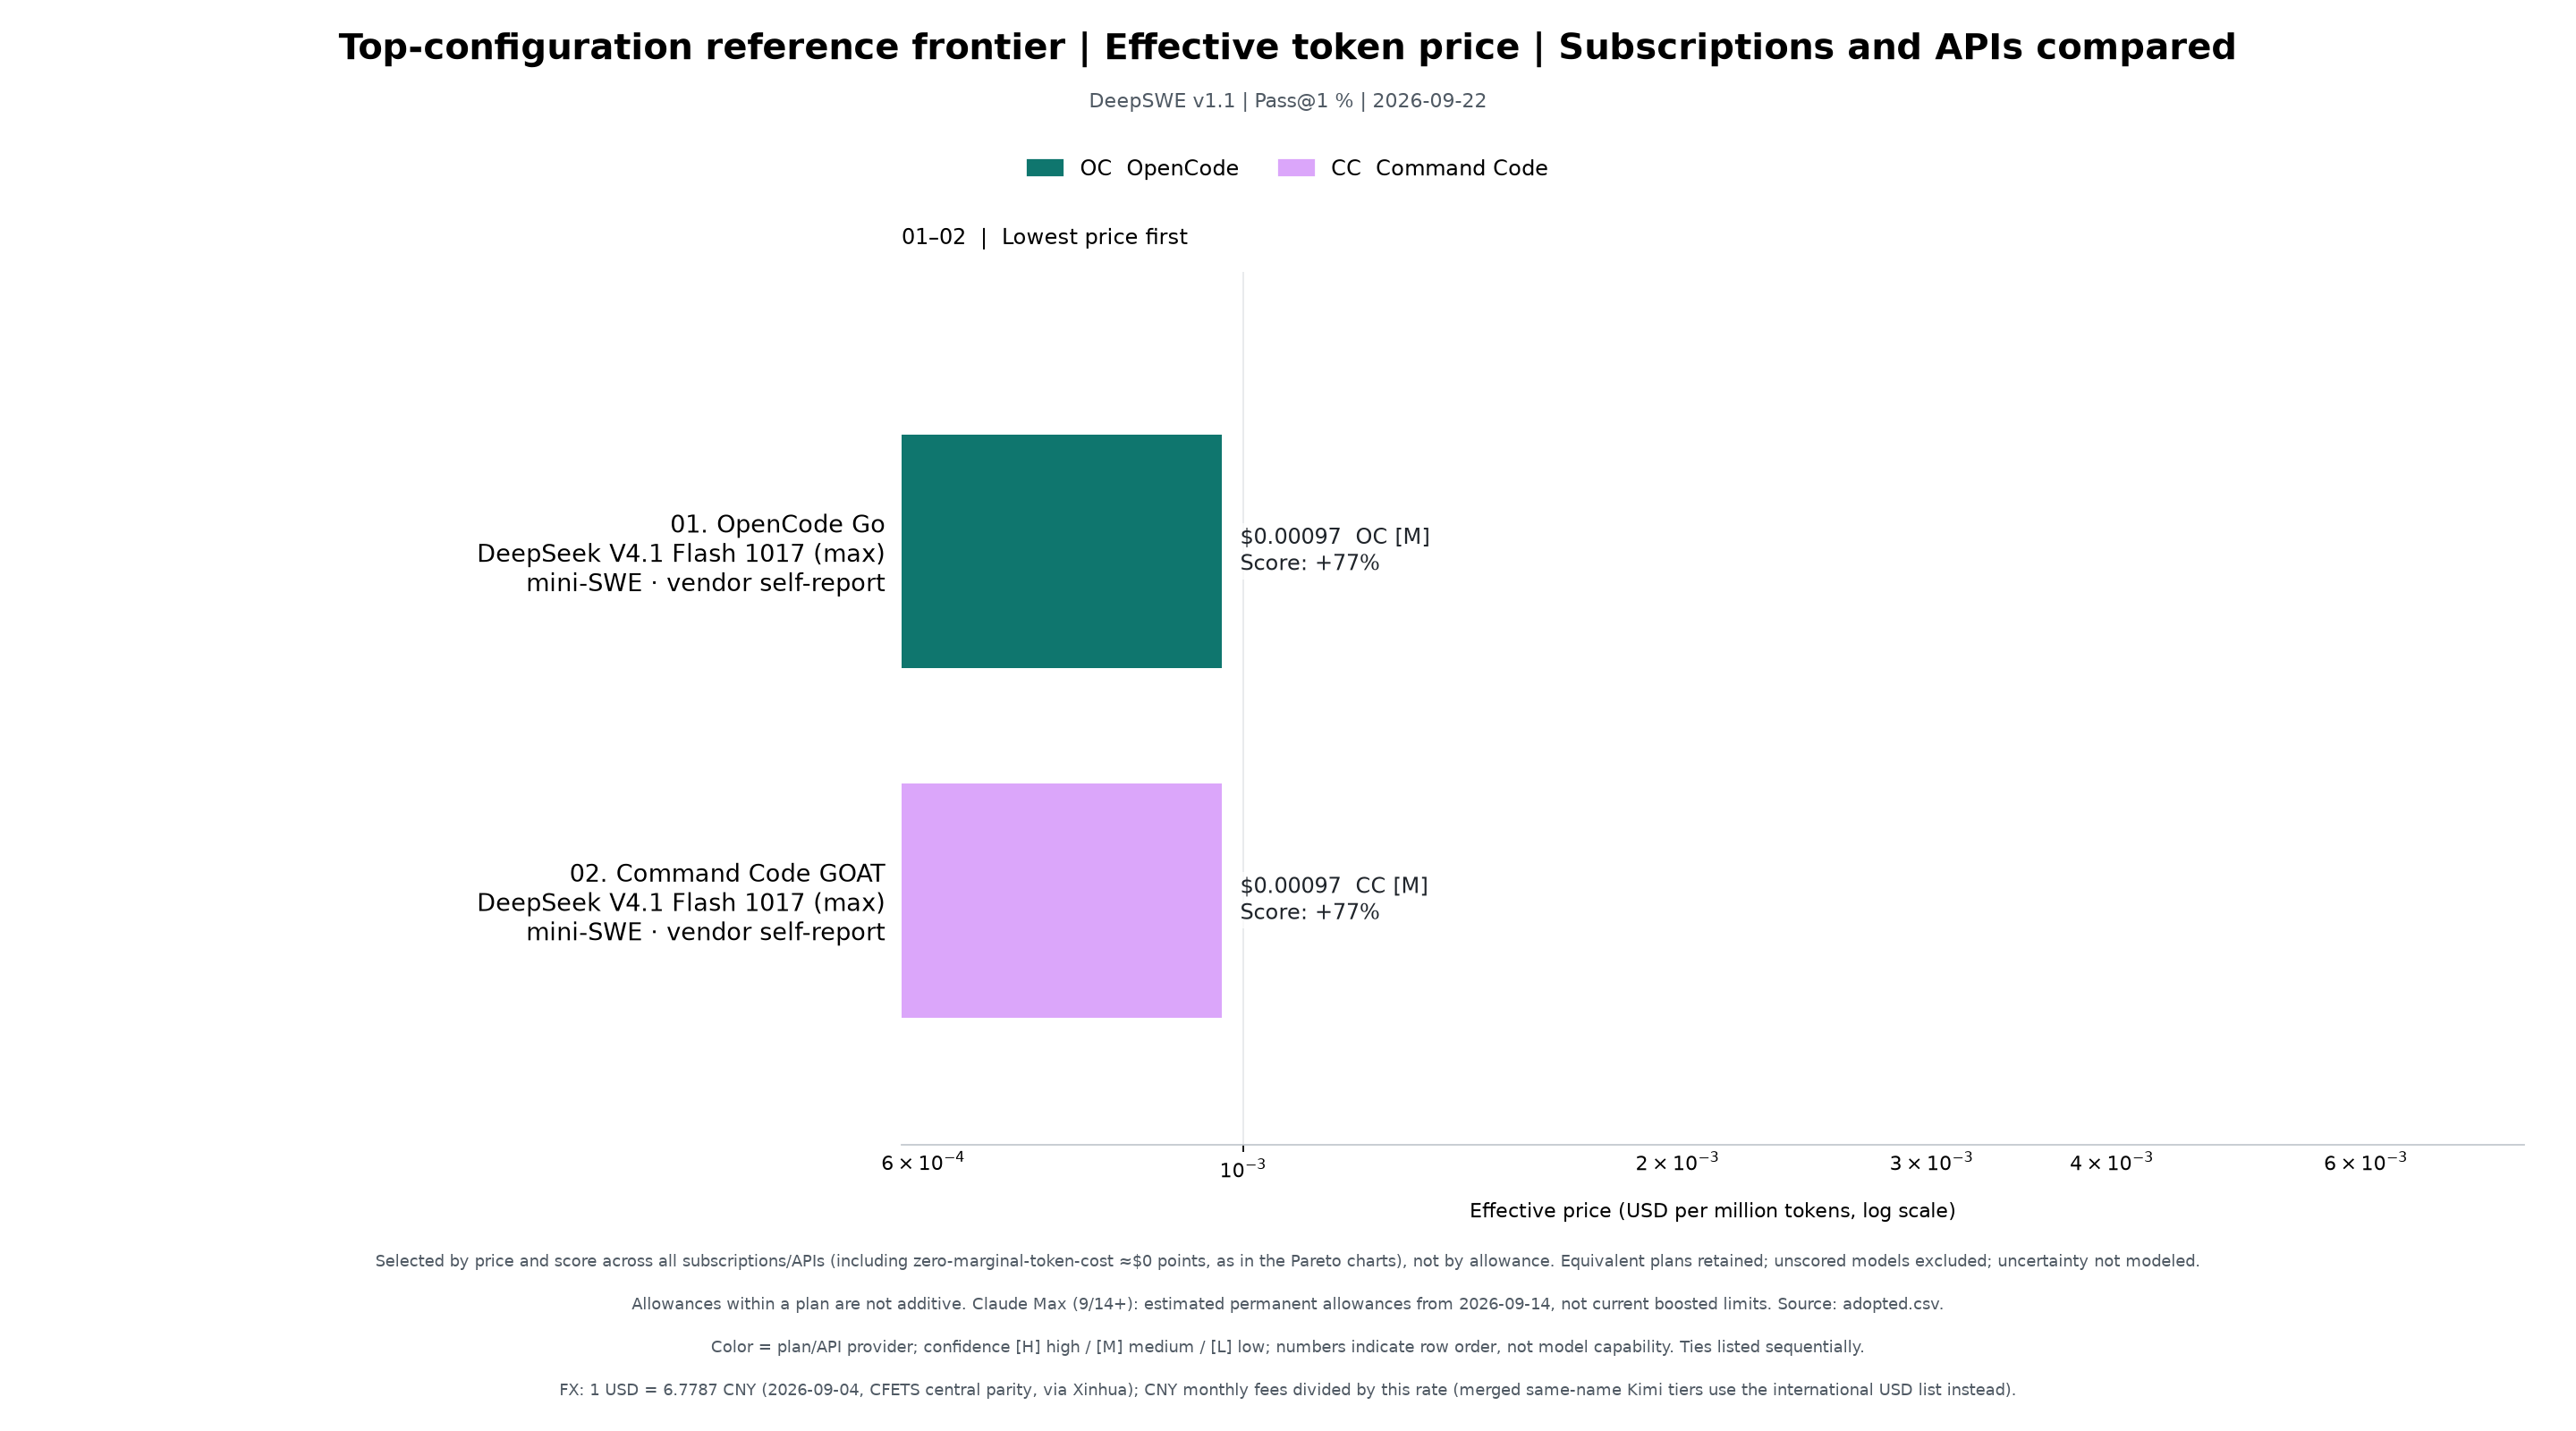 Top-configuration reference frontier | Effective token price | Subscriptions and APIs compared
DeepSWE v1.1 | Pass@1 % | 2026-09-22
OC  OpenCode  CC  Command Code
01–02  |  Lowest price first
01. OpenCode Go
DeepSeek V4.1 Flash 1017 (max)
mini-SWE · vendor self-report
$0.00097  OC [M]
Score: +77%
02. Command Code GOAT
DeepSeek V4.1 Flash 1017 (max)
mini-SWE · vendor self-report
$0.00097  CC [M]
Score: +77%
6 × 10⁻⁴  10⁻³  2 × 10⁻³  3 × 10⁻³  4 × 10⁻³  6 × 10⁻³
Effective price (USD per million tokens, log scale)
Selected by price and score across all subscriptions/APIs (including zero-marginal-token-cost ≈$0 points, as in the Pareto charts), not by allowance. Equivalent plans retained; unscored models excluded; uncertainty not modeled.
Allowances within a plan are not additive. Claude Max (9/14+): estimated permanent allowances from 2026-09-14, not current boosted limits. Source: adopted.csv.
Color = plan/API provider; confidence [H] high / [M] medium / [L] low; numbers indicate row order, not model capability. Ties listed sequentially.
FX: 1 USD = 6.7787 CNY (2026-09-04, CFETS central parity, via Xinhua); CNY monthly fees divided by this rate (merged same-name Kimi tiers use the international USD list instead).